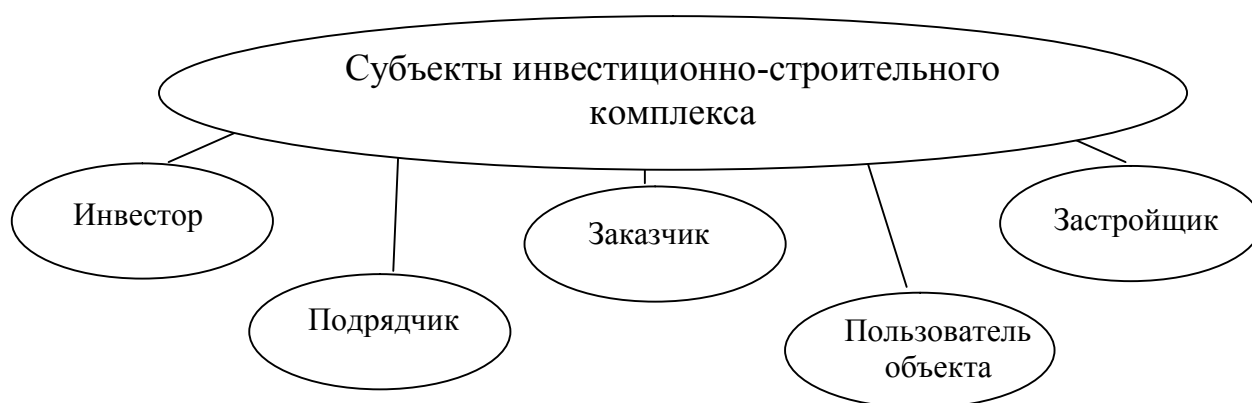 Субъекты инвестиционно-строительного
комплекса
Инвестор
Подрядчик
Заказчик
Пользователь
объекта
Застройщик